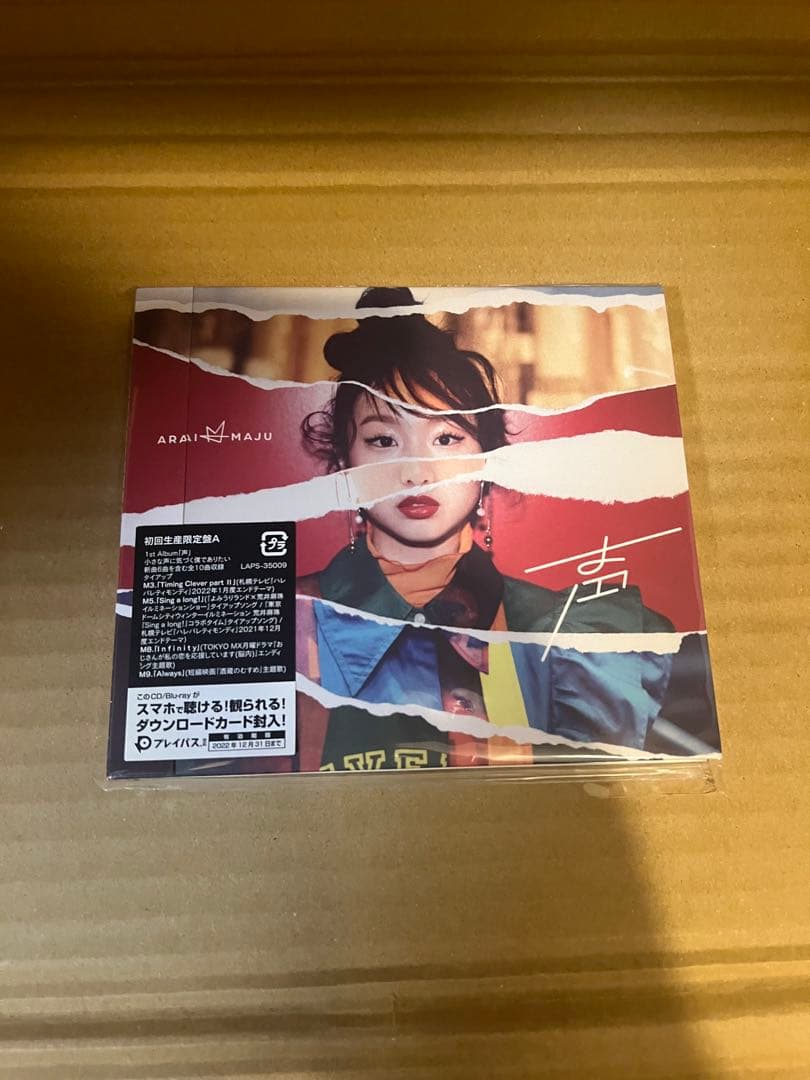 ARAI MAJU
声
初回生産限定盤A
プラ
LAPS-35009
1st Album「声」
小さな声に気づく僕でありたい
新曲6曲を含む全10曲収録
タイアップ
M3.「Timing Clever part II」(札幌テレビ「ハレ
バレティモンディ」2022年1月度エンドテーマ)
M5.「Sing a long!」(「よみうりランド×荒井麻珠
イルミネーションショー」タイアップソング / 「東京
ドームシティウィンターイルミネーション 荒井麻珠
「Sing a long!」コラボタイム」タイアップソング) /
札幌テレビ「ハレバレティモンディ」2021年12月
度エンドテーマ)
M8.「Infinity」(TOKYO MX月曜ドラマ「お
じさんが私の恋を応援しています(脳内)」エンディ
ング主題歌)
M9.「Always」(短編映画「酒蔵のむすめ」主題歌)
このCD/Blu-rayが
スマホで聴ける!観られる!
ダウンロードカード封入!
プレイパス
有効期限
2022年12月31日まで